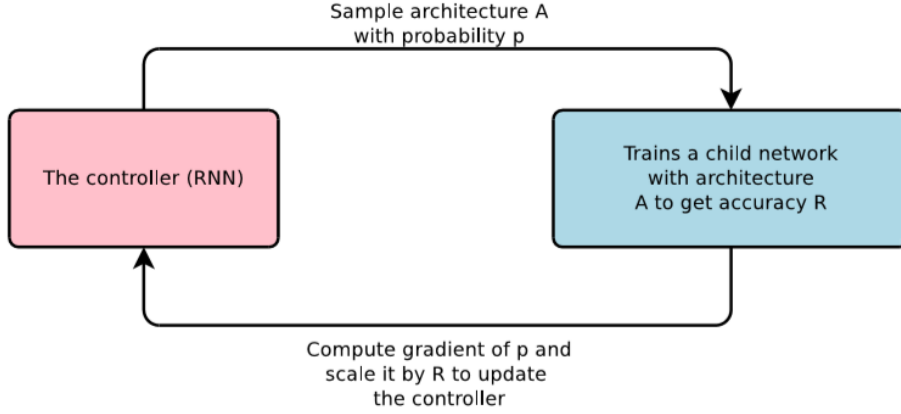 Sample architecture A
with probability p
The controller (RNN)
Trains a child network
with architecture
A to get accuracy R
Compute gradient of p and
scale it by R to update
the controller